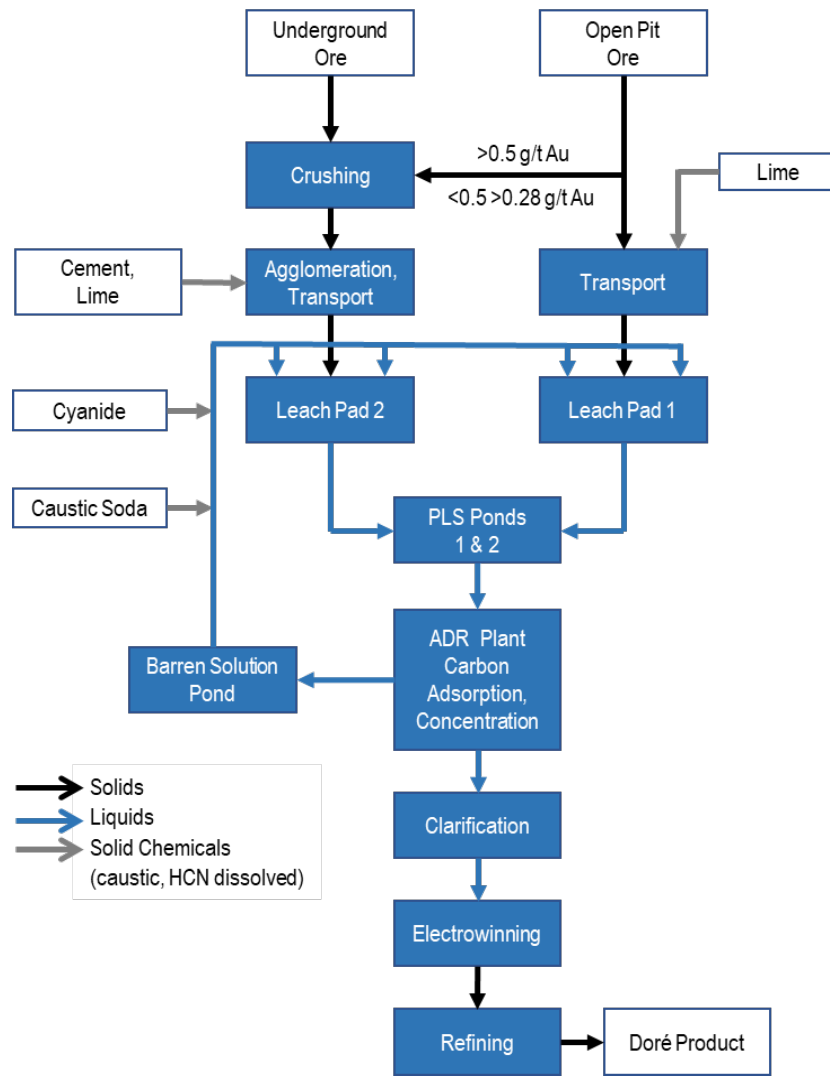 Underground
Ore
Open Pit
Ore
>0.5 g/t Au
Crushing
<0.5 >0.28 g/t Au
Lime
Cement,
Lime
Agglomeration,
Transport
Transport
Cyanide
Leach Pad 2
Leach Pad 1
Caustic Soda
PLS Ponds
1 & 2
Barren Solution
Pond
ADR Plant
Carbon
Adsorption,
Concentration
Solids
Liquids
Solid Chemicals
(caustic, HCN dissolved)
Clarification
Electrowinning
Refining
Doré Product